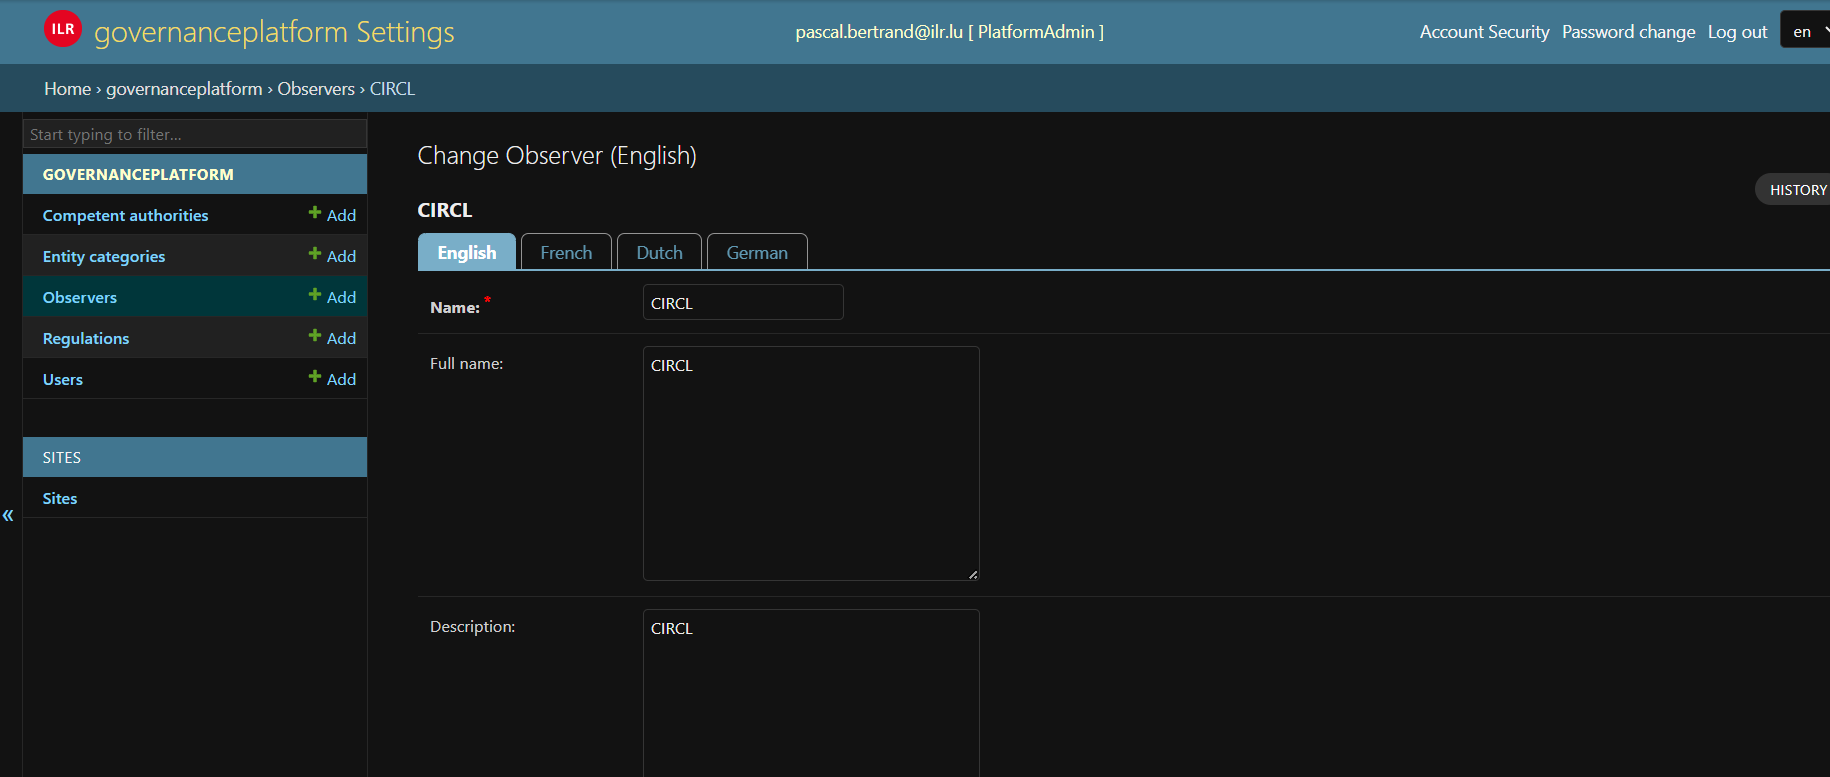 ILR governanceplatform Settings
pascal.bertrand@ilr.lu [ PlatformAdmin ]
Account Security Password change Log out en
Home › governanceplatform › Observers › CIRCL
Start typing to filter...
GOVERNANCEPLATFORM
Competent authorities Add
Entity categories Add
Observers Add
Regulations Add
Users Add
SITES
Sites
«
Change Observer (English)
HISTORY
CIRCL
English French Dutch German
Name: * CIRCL
Full name: CIRCL
Description: CIRCL